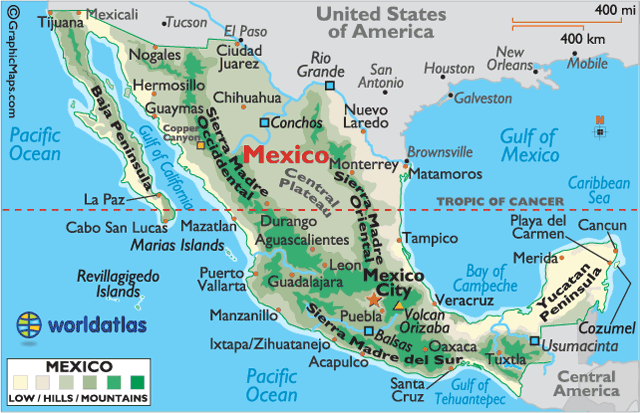 ©GraphicMaps.com
Tijuana
Mexicali
Tucson
El Paso
United States
of America
400 mi
400 km
Nogales
Ciudad
Juarez
Rio
Grande
San
Antonio
Houston
New
Orleans
Mobile
Galveston
Hermosillo
Guaymas
Chihuahua
Conchos
Nuevo
Laredo
N
Pacific
Ocean
Baja Peninsula
Gulf of California
Copper
Canyon
Sierra Madre
Occidental
Mexico
Central
Plateau
Monterrey
Brownsville
Matamoros
Gulf of
Mexico
Sierra Madre
Oriental
Caribbean
Sea
La Paz
TROPIC OF CANCER
Cabo San Lucas
Mazatlan
Marias Islands
Durango
Aguascalientes
Tampico
Playa del
Carmen
Cancun
Revillagigedo
Islands
Puerto
Vallarta
Leon
Guadalajara
Mexico
City
Bay of
Campeche
Merida
Yucatan
Peninsula
Cozumel
worldatlas
Manzanillo
Puebla
Volcan
Orizaba
Veracruz
Ixtapa/Zihuatanejo
Balsas
Sierra Madre del Sur
Oaxaca
Tuxtla
Usumacinta
Acapulco
Santa
Cruz
Gulf of
Tehuantepec
Central
America
Pacific
Ocean
MEXICO
LOW / HILLS / MOUNTAINS